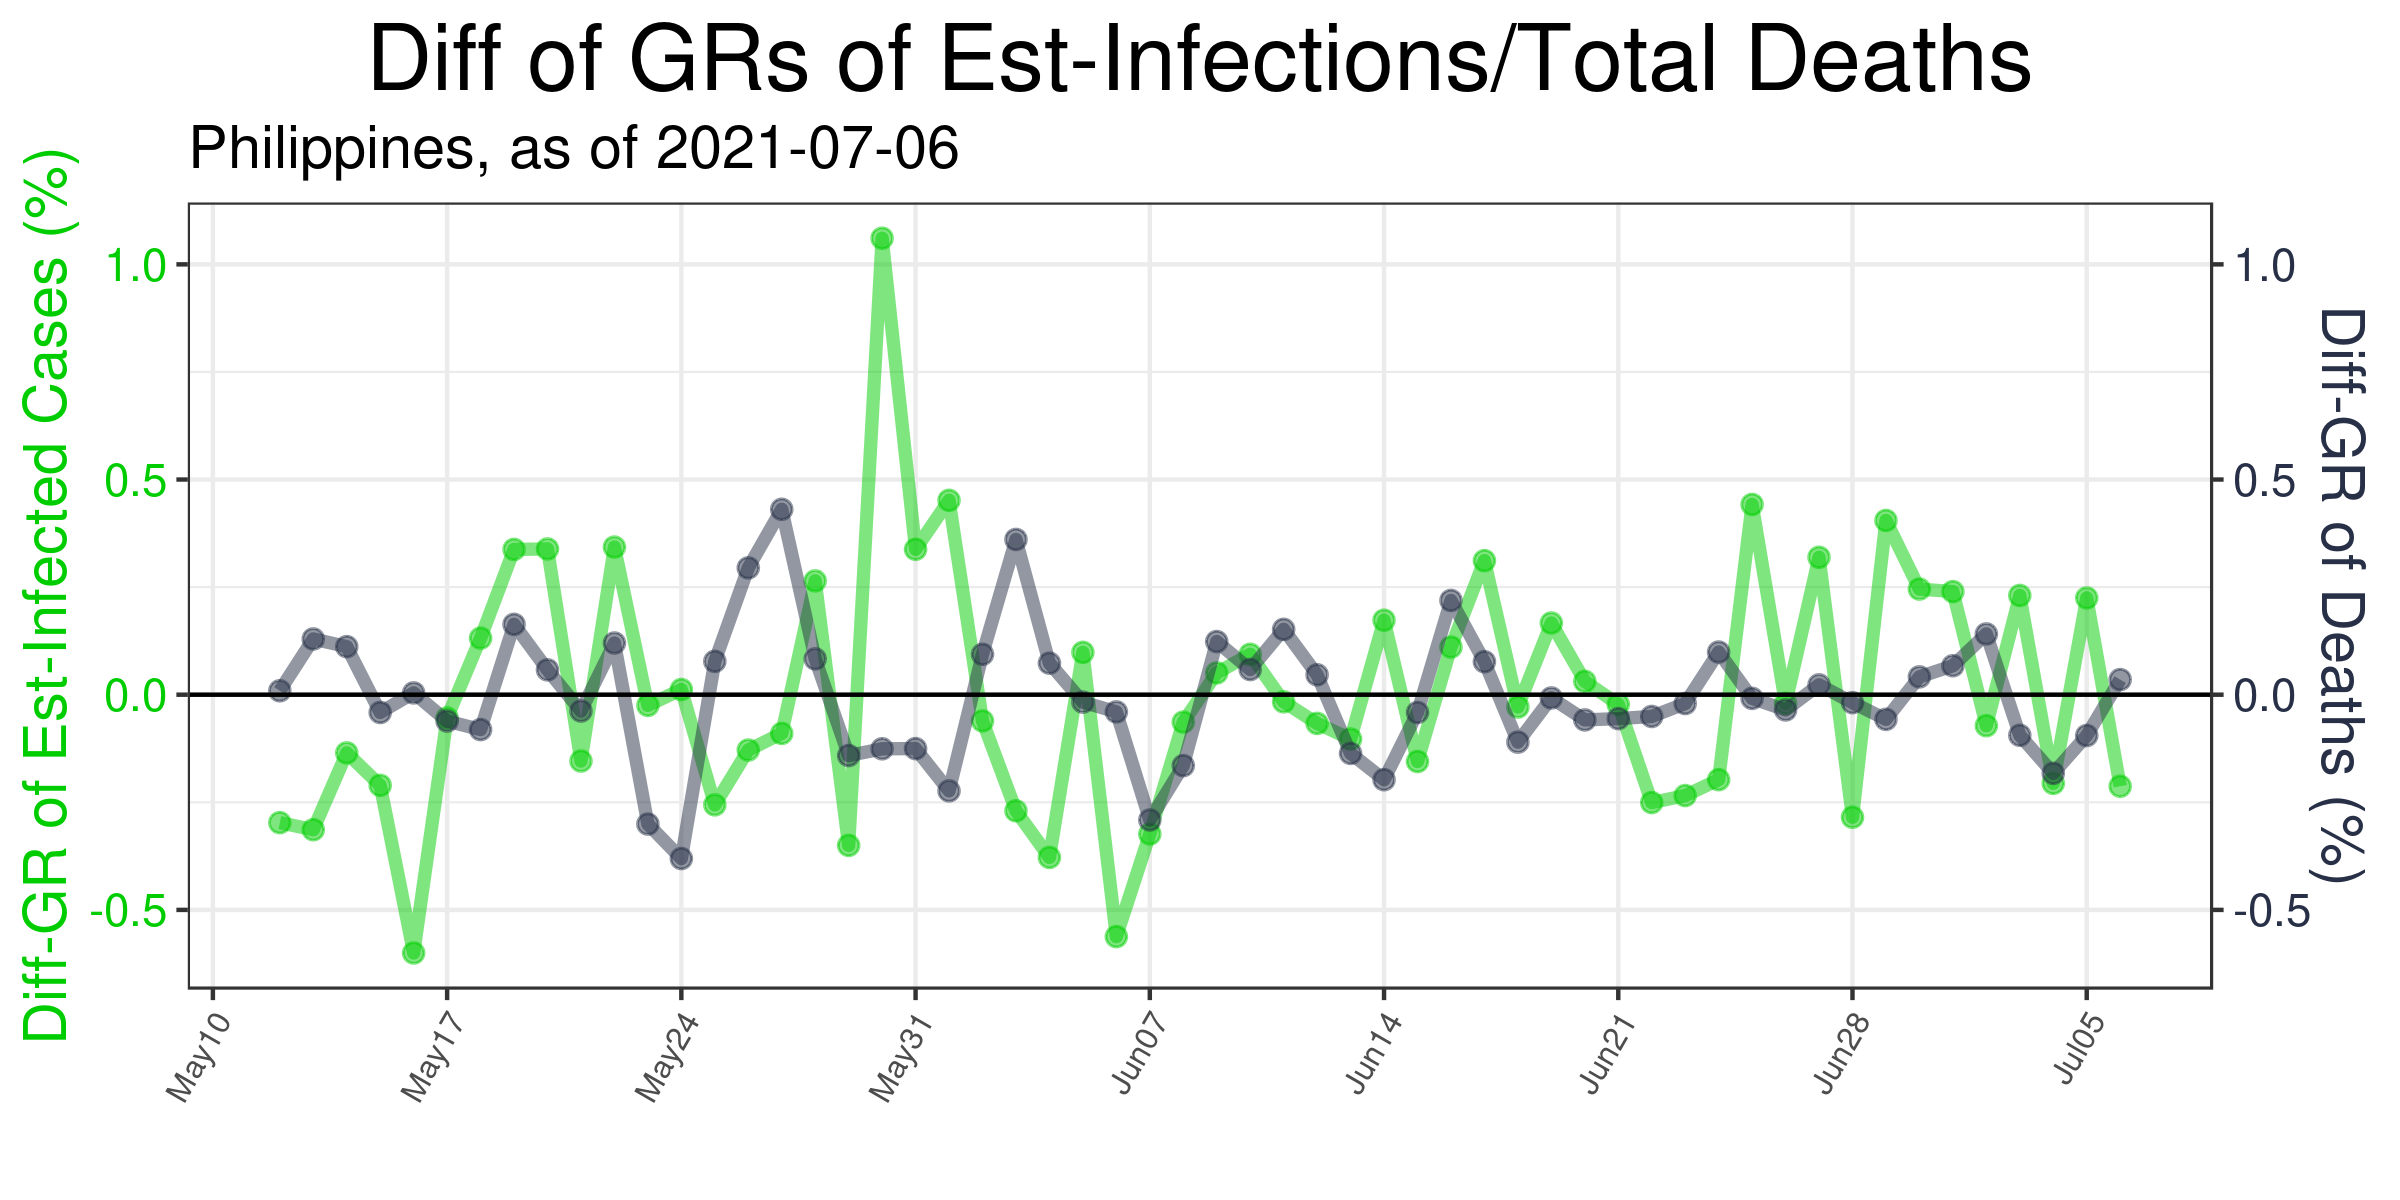 Diff of GRs of Est-Infections/Total Deaths
Philippines, as of 2021-07-06
Diff-GR of Est-Infected Cases (%)
1.0
0.5
0.0
-0.5
1.0
0.5
0.0
-0.5
Diff-GR of Deaths (%)
May10
May17
May24
May31
Jun07
Jun14
Jun21
Jun28
Jul05